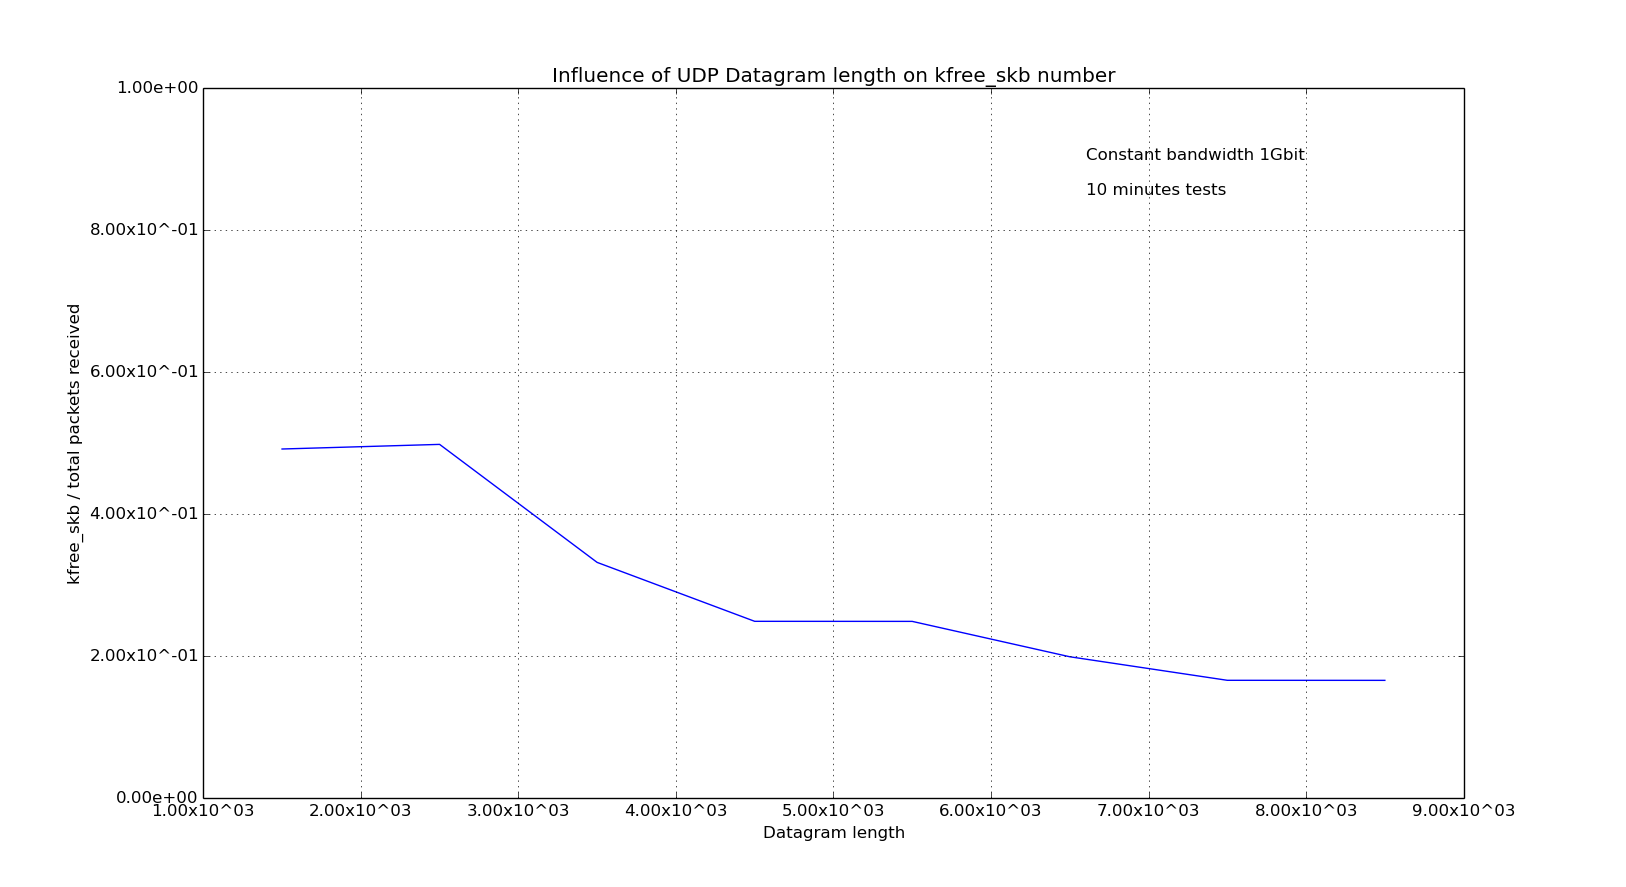 Influence of UDP Datagram length on kfree_skb number
1.00e+00
8.00x10^-01
6.00x10^-01
4.00x10^-01
2.00x10^-01
0.00e+00
kfree_skb / total packets received
Constant bandwidth 1Gbit
10 minutes tests
1.00x10^03 2.00x10^03 3.00x10^03 4.00x10^03 5.00x10^03 6.00x10^03 7.00x10^03 8.00x10^03 9.00x10^03
Datagram length